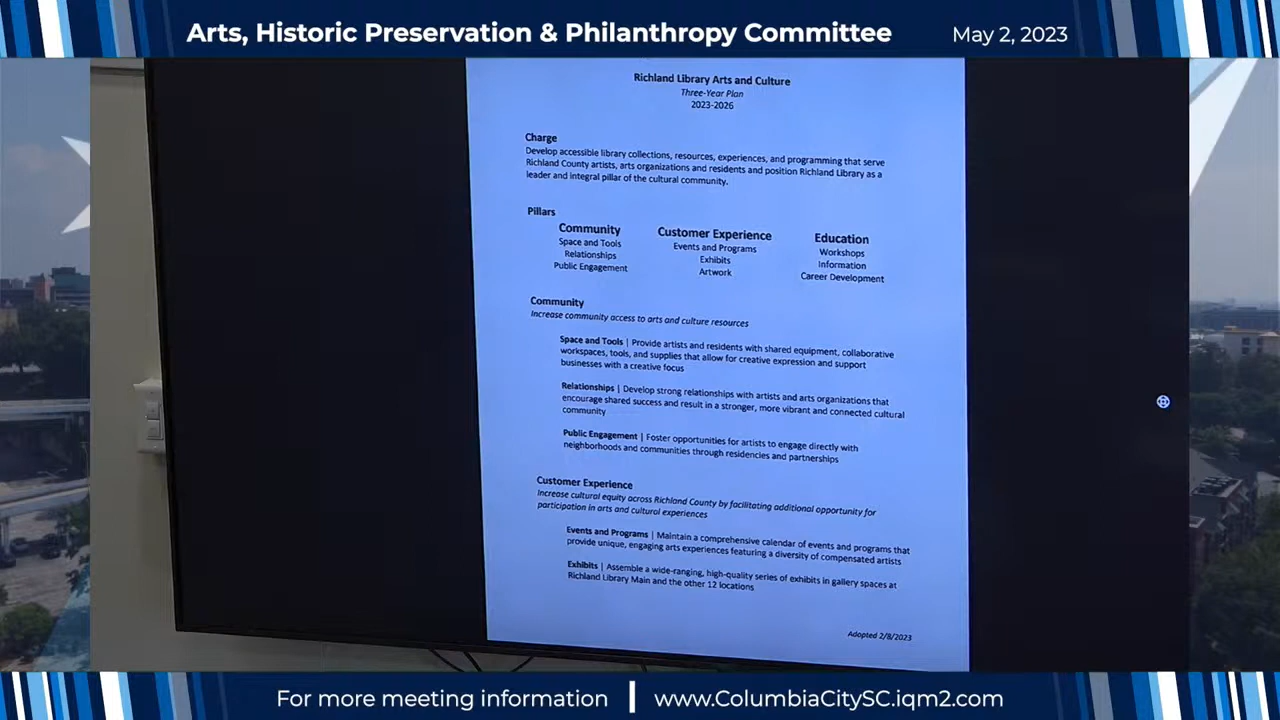 Arts, Historic Preservation & Philanthropy Committee May 2, 2023
Richland Library Arts and Culture
Three-Year Plan
2023-2026
Charge
Develop accessible library collections, resources, experiences, and programming that serve
Richland County artists, arts organizations and residents and position Richland Library as a
leader and integral pillar of the cultural community.
Pillars
Community
Space and Tools
Relationships
Public Engagement
Customer Experience
Events and Programs
Exhibits
Artwork
Education
Workshops
Information
Career Development
Community
Increase community access to arts and culture resources
Space and Tools | Provide artists and residents with shared equipment, collaborative
workspaces, tools, and supplies that allow for creative expression and support
businesses with a creative focus
Relationships | Develop strong relationships with artists and arts organizations that
encourage shared success and result in a stronger, more vibrant and connected cultural
community
Public Engagement | Foster opportunities for artists to engage directly with
neighborhoods and communities through residencies and partnerships
Customer Experience
Increase cultural equity across Richland County by facilitating additional opportunity for
participation in arts and cultural experiences
Events and Programs | Maintain a comprehensive calendar of events and programs that
provide unique, engaging arts experiences featuring a diversity of compensated artists
Exhibits | Assemble a wide-ranging, high-quality series of exhibits in gallery spaces at
Richland Library Main and the other 12 locations
Adopted 2/8/2023
For more meeting information | www.ColumbiaCitySC.iqm2.com